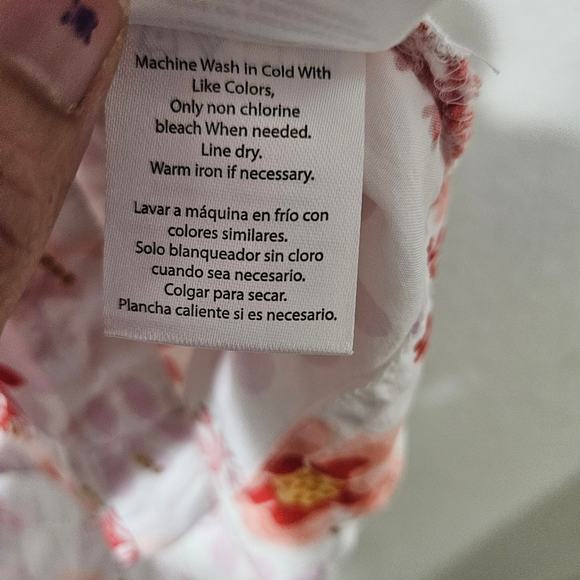 Machine Wash in Cold With
Like Colors,
Only non chlorine
bleach When needed.
Line dry.
Warm iron if necessary.
Lavar a máquina en frío con
colores similares.
Solo blanqueador sin cloro
cuando sea necesario.
Colgar para secar.
Plancha caliente si es necesario.